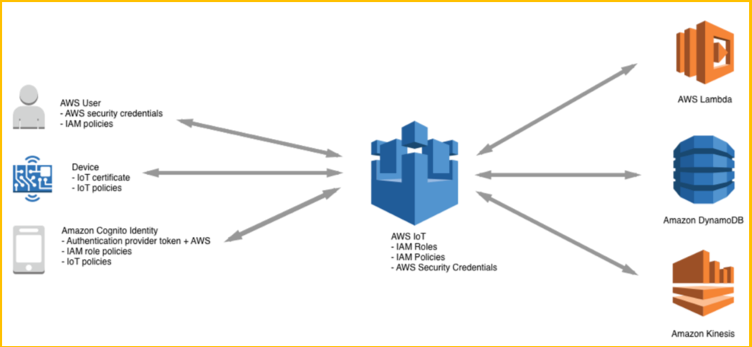 AWS User
- AWS security credentials
- IAM policies
Device
- IoT certificate
- IoT policies
Amazon Cognito Identity
- Authentication provider token + AWS
- IAM role policies
- IoT policies
AWS IoT
- IAM Roles
- IAM Policies
- AWS Security Credentials
AWS Lambda
Amazon DynamoDB
Amazon Kinesis